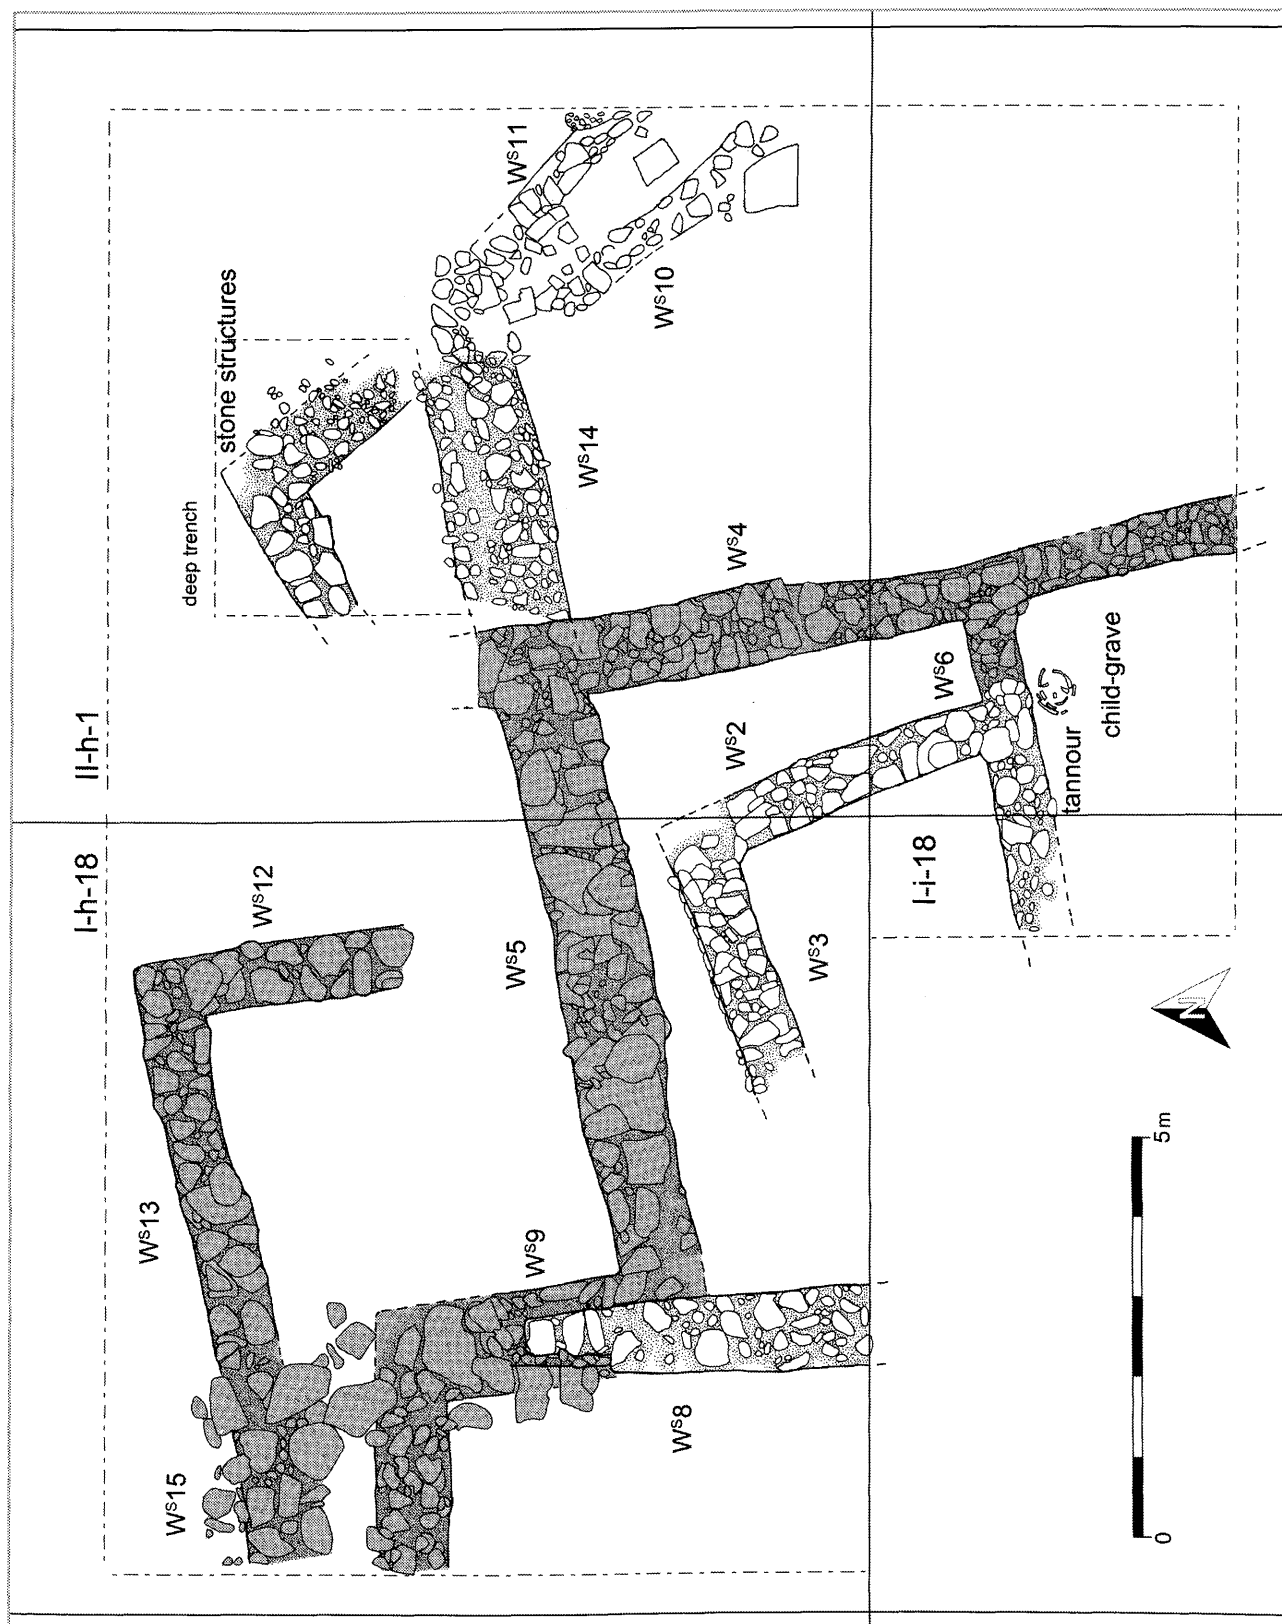 II-h-1
I-h-18
I-i-18
stone structures
deep trench
WS11
WS10
WS14
WS4
WS6
WS2
WS3
WS5
WS12
WS13
WS9
WS8
WS15
child-grave
tannour
N
0
5m